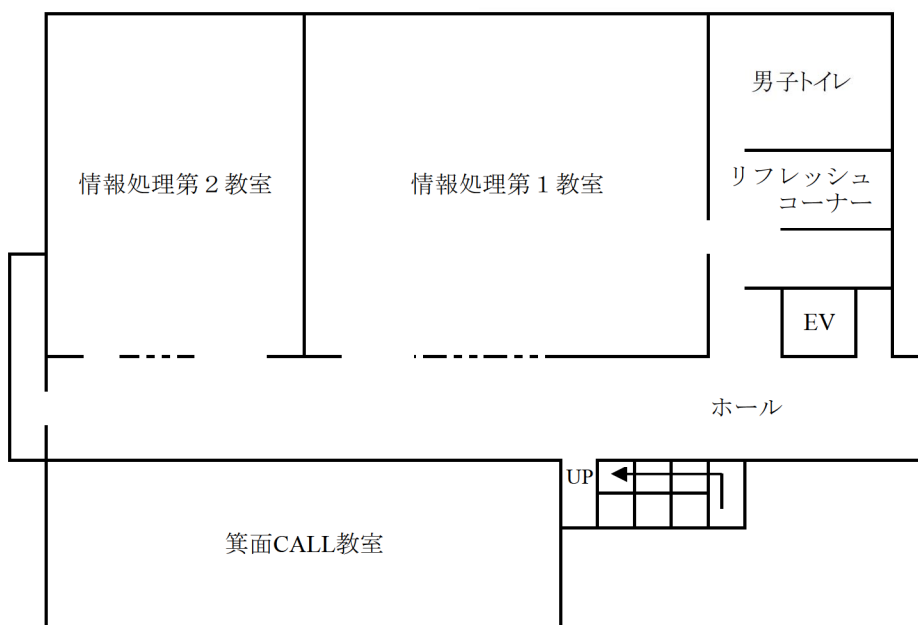 男子トイレ
情報処理第２教室
情報処理第１教室
リフレッシュ
コーナー
EV
ホール
UP
箕面CALL教室